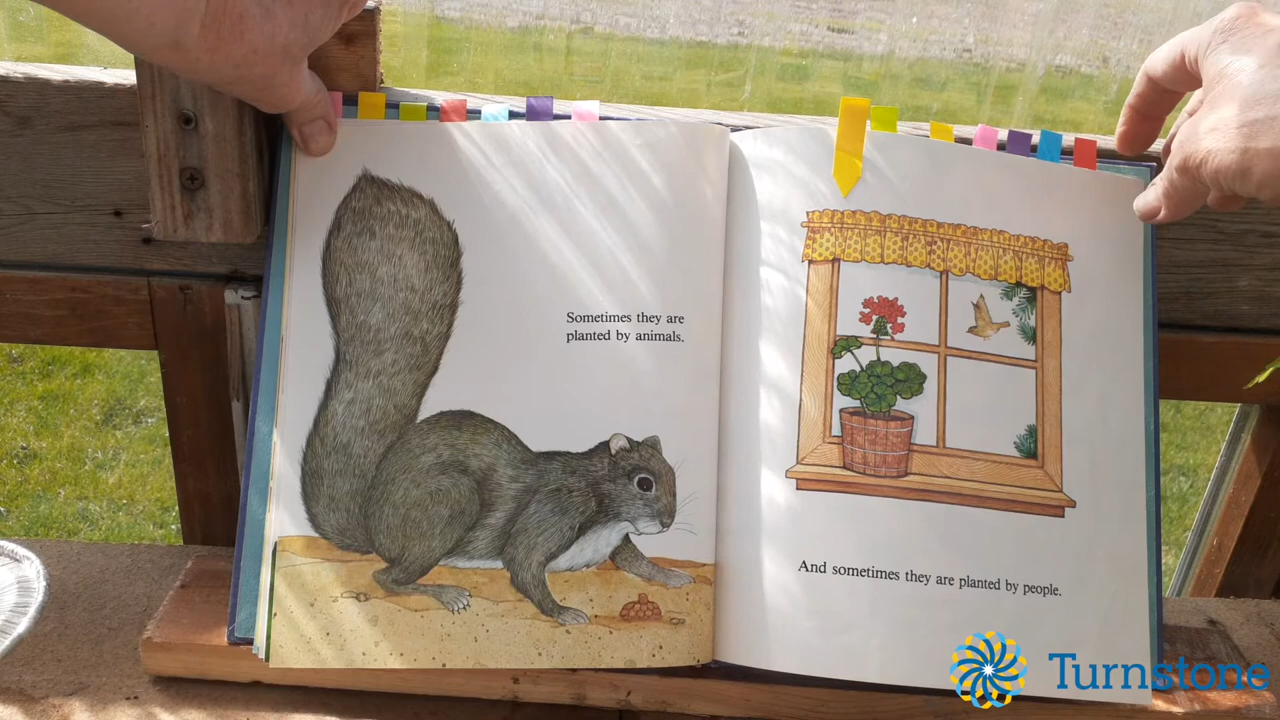 Sometimes they are
planted by animals.
And sometimes they are planted by people.
Turnstone